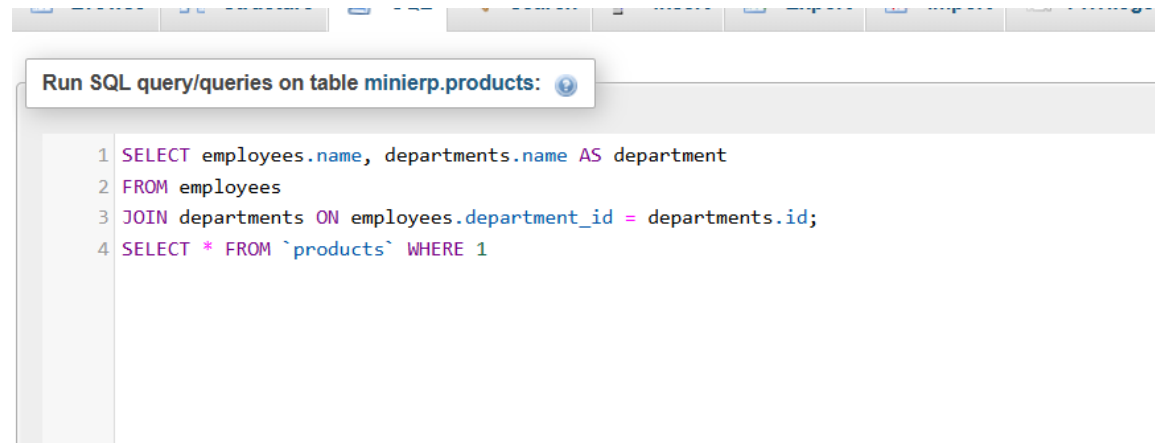 Run SQL query/queries on table minierp.products:
1 SELECT employees.name, departments.name AS department
2 FROM employees
3 JOIN departments ON employees.department_id = departments.id;
4 SELECT * FROM `products` WHERE 1